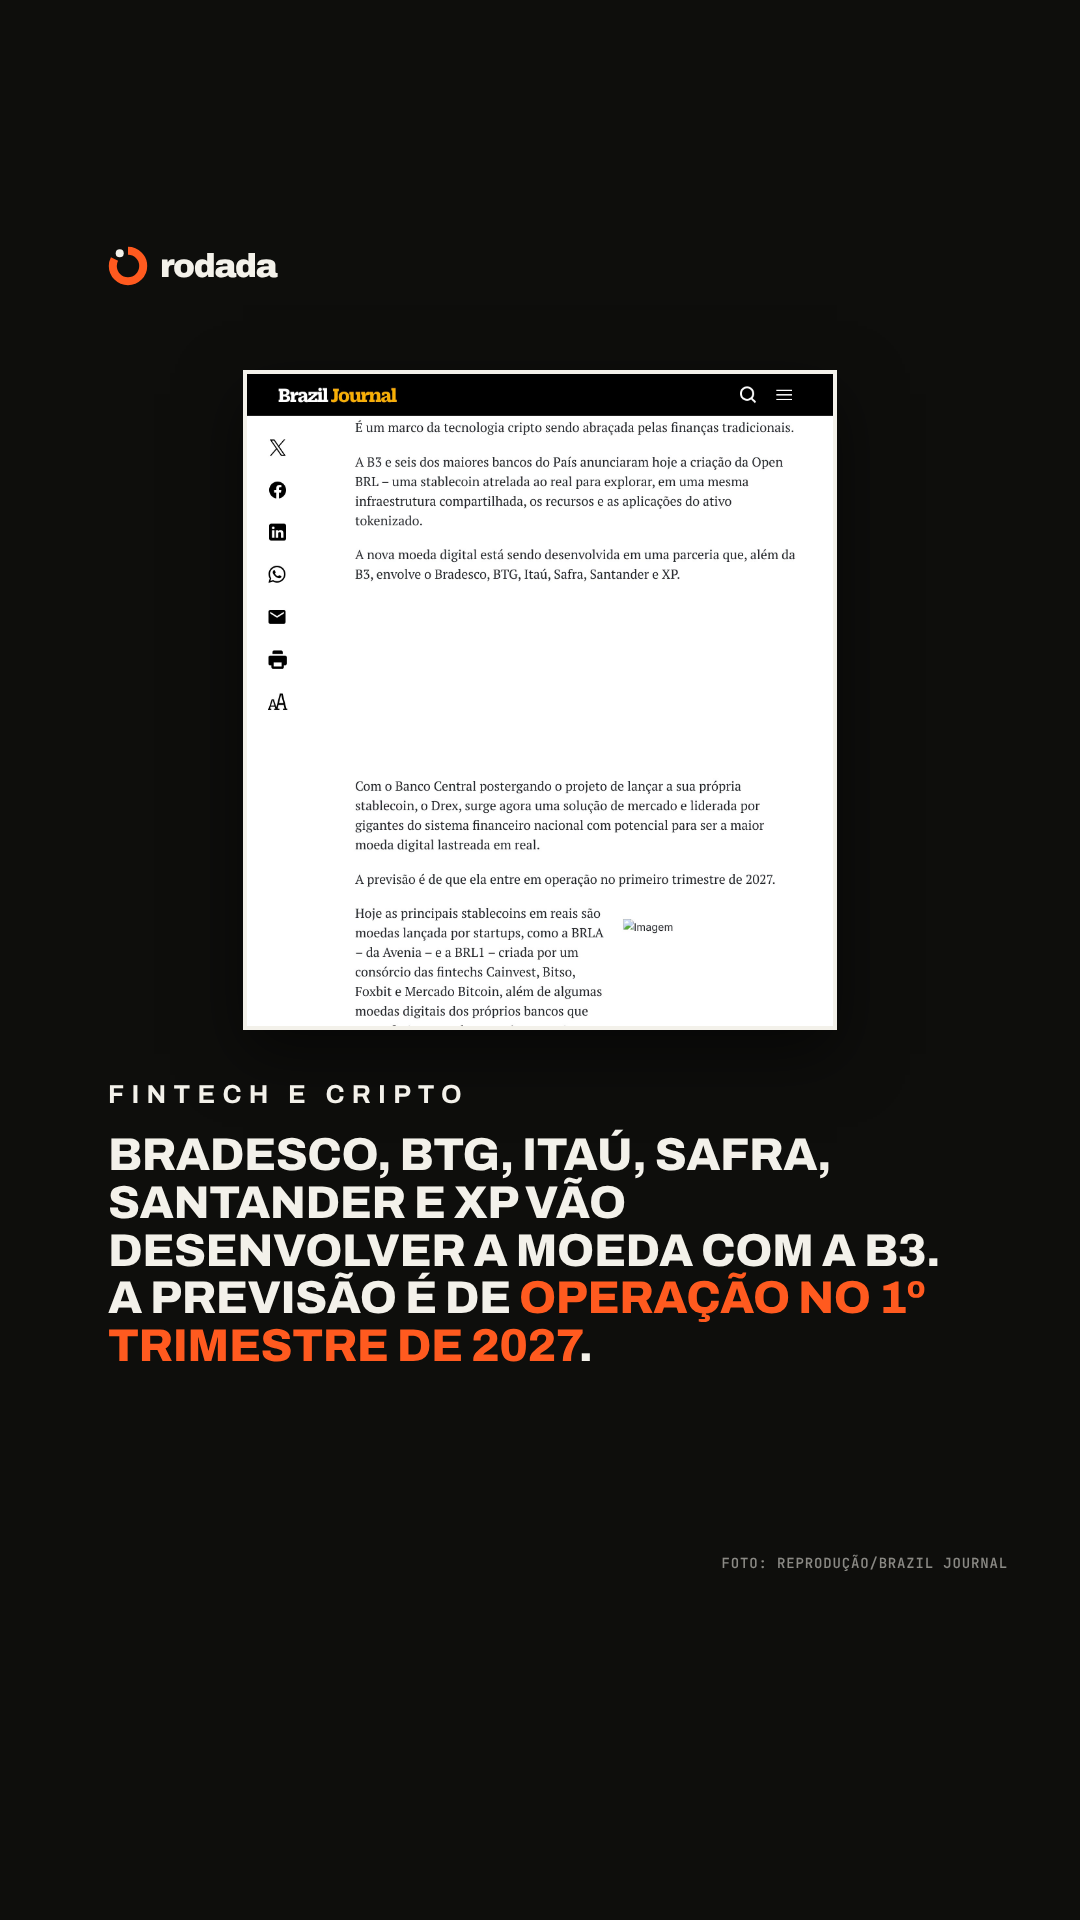 rodada
Brazil Journal
É um marco da tecnologia cripto sendo abraçada pelas finanças tradicionais.
A B3 e seis dos maiores bancos do País anunciaram hoje a criação da Open
BRL – uma stablecoin atrelada ao real para explorar, em uma mesma
infraestrutura compartilhada, os recursos e as aplicações do ativo
tokenizado.
A nova moeda digital está sendo desenvolvida em uma parceria que, além da
B3, envolve o Bradesco, BTG, Itaú, Safra, Santander e XP.
AA
Com o Banco Central postergando o projeto de lançar a sua própria
stablecoin, o Drex, surge agora uma solução de mercado e liderada por
gigantes do sistema financeiro nacional com potencial para ser a maior
moeda digital lastreada em real.
A previsão é de que ela entre em operação no primeiro trimestre de 2027.
Hoje as principais stablecoins em reais são
moedas lançada por startups, como a BRLA
– da Avenia – e a BRL1 – criada por um
consórcio das fintechs Cainvest, Bitso,
Foxbit e Mercado Bitcoin, além de algumas
moedas digitais dos próprios bancos que
Imagem
FINTECH E CRIPTO
BRADESCO, BTG, ITAÚ, SAFRA,
SANTANDER E XP VÃO
DESENVOLVER A MOEDA COM A B3.
A PREVISÃO É DE OPERAÇÃO NO 1º
TRIMESTRE DE 2027.
FOTO: REPRODUÇÃO/BRAZIL JOURNAL